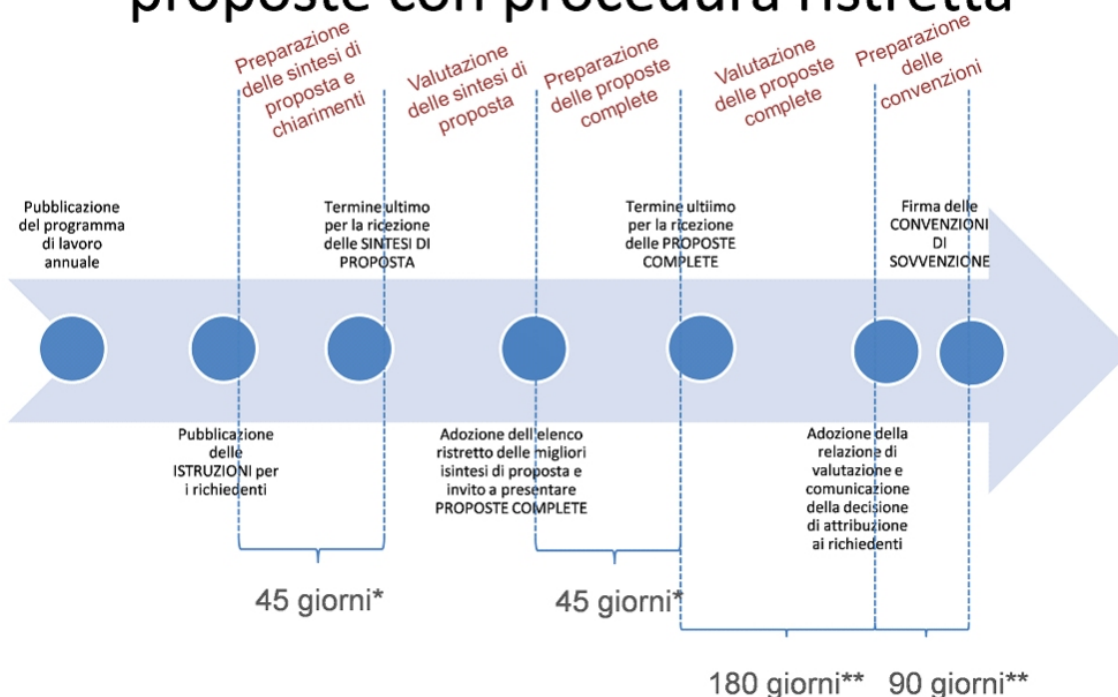 proposte con procedura ristretta
Preparazione
delle sintesi di
proposta e
chiarimenti
Valutazione
delle sintesi di
proposta
Preparazione
delle proposte
complete
Valutazione
delle proposte
complete
Preparazione
delle
convenzioni
Pubblicazione
del programma
di lavoro
annuale
Termine ultimo
per la ricezione
delle SINTESI DI
PROPOSTA
Termine ultiimo
per la ricezione
delle PROPOSTE
COMPLETE
Firma delle
CONVENZIONI
DI
SOVVENZIONE
Pubblicazione
delle
ISTRUZIONI per
i richiedenti
Adozione dell'elenco
ristretto delle migliori
isintesi di proposta e
invito a presentare
PROPOSTE COMPLETE
Adozione della
relazione di
valutazione e
comunicazione
della decisione
di attribuzione
ai richiedenti
45 giorni*
45 giorni*
180 giorni**
90 giorni**